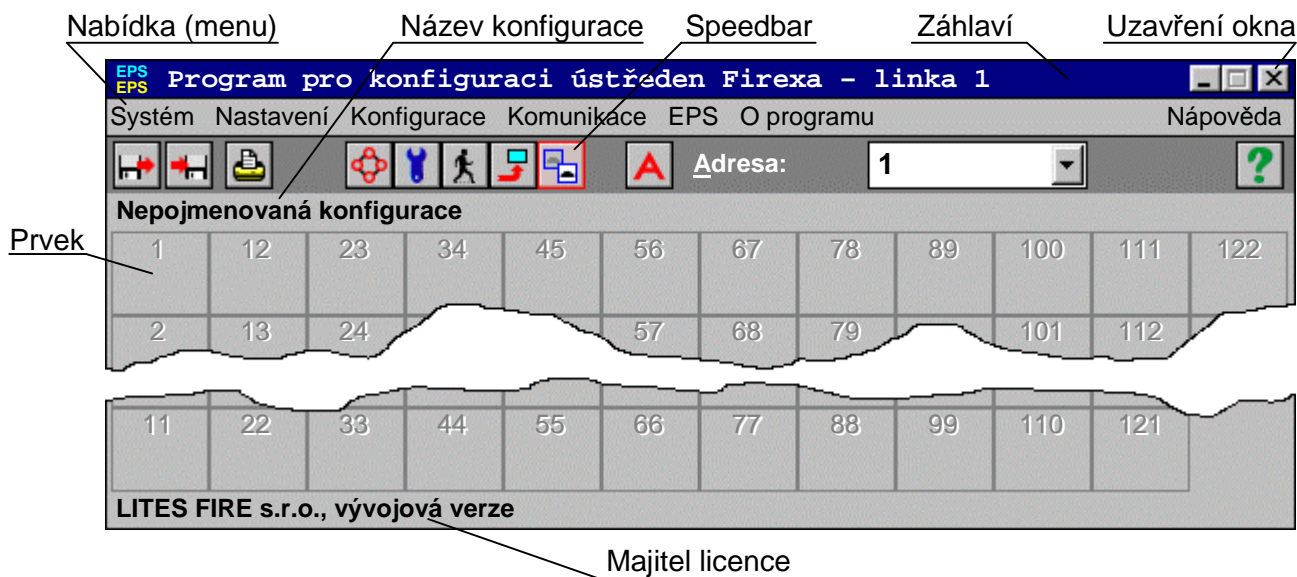 Nabídka (menu) Název konfigurace Speedbar Záhlaví Uzavření okna
EPS
EPS
Program pro konfiguraci ústředen Firexa - linka 1
Systém Nastavení Konfigurace Komunikace EPS O programu Nápověda
A Adresa: 1 ?
Nepojmenovaná konfigurace
Prvek
1 12 23 34 45 56 67 78 89 100 111 122
2 13 24 57 68 79 101 112
11 22 33 44 55 66 77 88 99 110 121
LITES FIRE s.r.o., vývojová verze
Majitel licence